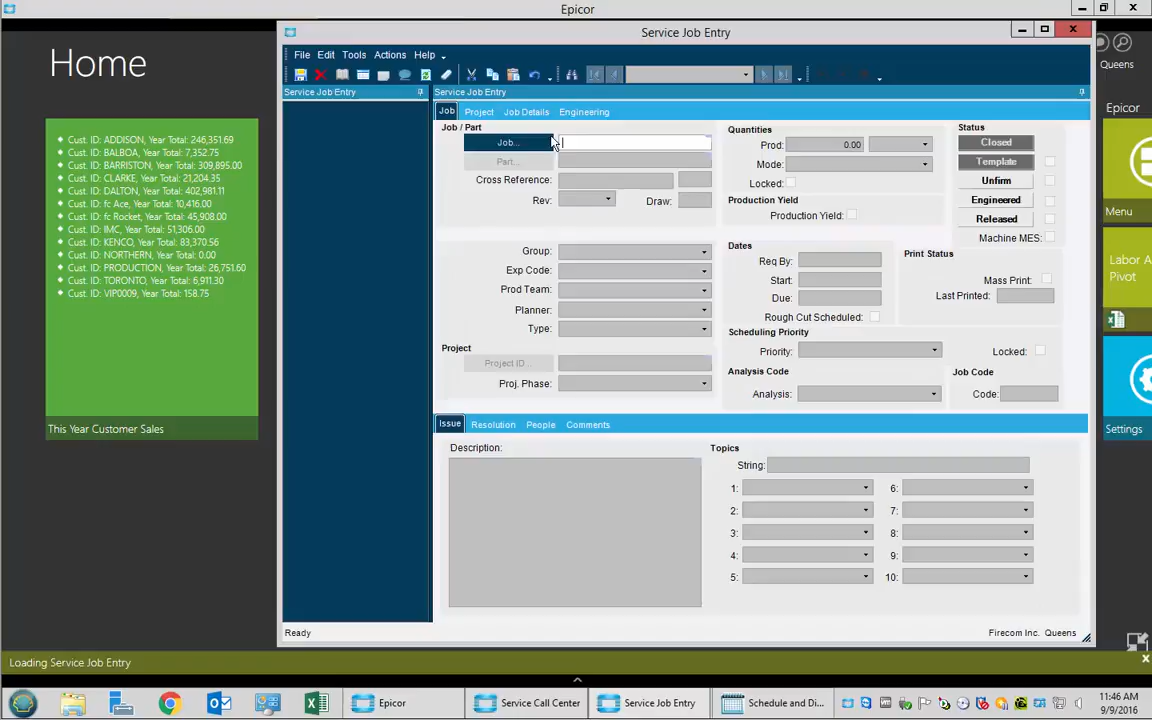 Epicor
Service Job Entry
Home
File Edit Tools Actions Help
Queens
Service Job Entry
Service Job Entry
Epicor
Job Project Job Details Engineering
Job / Part
Job...
Part...
Cross Reference:
Rev:
Draw:
Quantities
Prod: 0.00
Mode:
Locked:
Production Yield
Production Yield:
Status
Closed
Template
Unfirm
Engineered
Released
Machine MES:
Cust. ID: ADDISON, Year Total: 246,351.69
Cust. ID: BALBOA, Year Total: 7,352.75
Cust. ID: BARRISTON, Year Total: 309,895.00
Cust. ID: CLARKE, Year Total: 21,204.35
Cust. ID: DALTON, Year Total: 402,981.11
Cust. ID: fc Ace, Year Total: 10,416.00
Cust. ID: fc Rocket, Year Total: 45,908.00
Cust. ID: IMC, Year Total: 51,306.00
Cust. ID: KENCO, Year Total: 83,370.56
Cust. ID: NORTHERN, Year Total: 0.00
Cust. ID: PRODUCTION, Year Total: 26,751.60
Cust. ID: TORONTO, Year Total: 6,911.30
Cust. ID: VIP0009, Year Total: 158.75
This Year Customer Sales
Menu
Labor A
Pivot
Settings
Group:
Exp Code:
Prod Team:
Planner:
Type:
Project
Project ID...
Proj. Phase:
Dates
Req By:
Start:
Due:
Rough Cut Scheduled:
Print Status
Mass Print:
Last Printed:
Scheduling Priority
Priority:
Locked:
Analysis Code
Analysis:
Job Code
Code:
Issue Resolution People Comments
Description:
Topics
String:
1: 6:
2: 7:
3: 8:
4: 9:
5: 10:
Ready
Firecom Inc. Queens
Loading Service Job Entry
Epicor
Service Call Center
Service Job Entry
Schedule and Di...
11:46 AM
9/9/2016